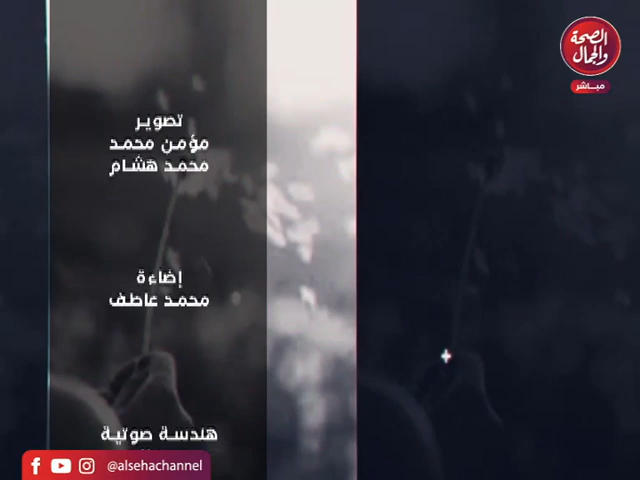 الصحة
والجمال
مباشر
تصوير
مؤمن محمد
محمد هشام
إضاءة
محمد عاطف
هندسة صوتية
@alsehachannel